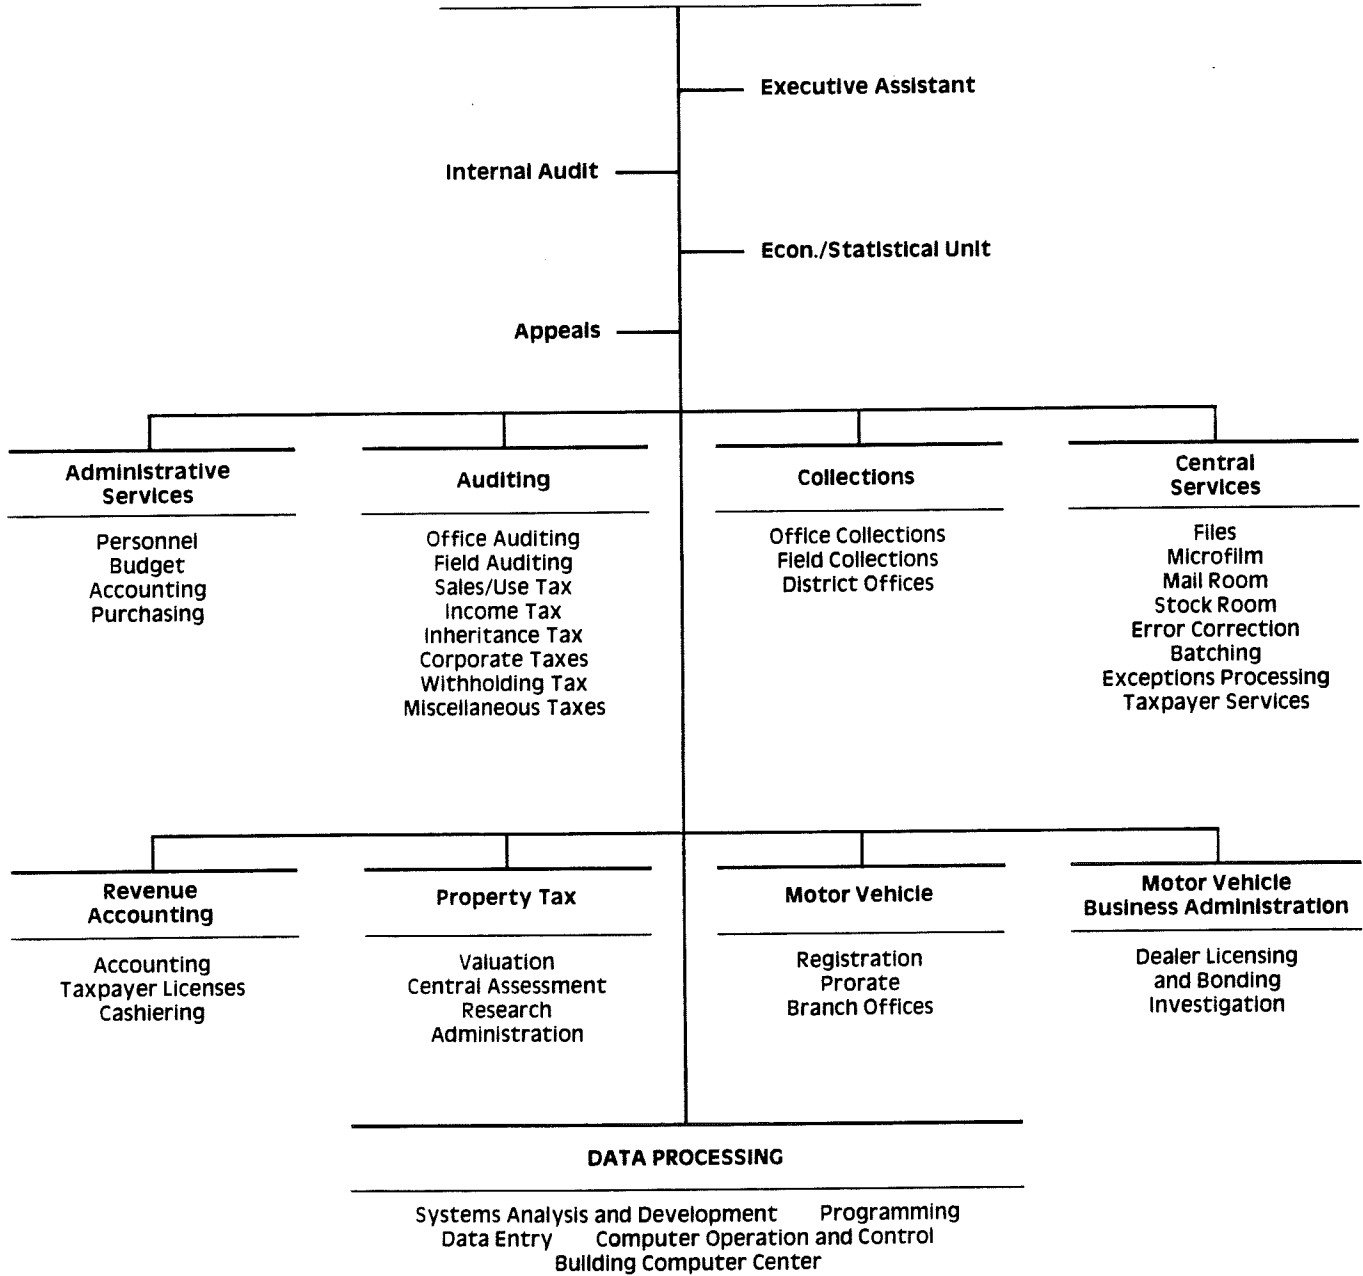 Executive Assistant
Internal Audit
Econ./Statistical Unit
Appeals
Administrative
Services
Personnel
Budget
Accounting
Purchasing
Auditing
Office Auditing
Field Auditing
Sales/Use Tax
Income Tax
Inheritance Tax
Corporate Taxes
Withholding Tax
Miscellaneous Taxes
Collections
Office Collections
Field Collections
District Offices
Central
Services
Files
Microfilm
Mail Room
Stock Room
Error Correction
Batching
Exceptions Processing
Taxpayer Services
Revenue
Accounting
Accounting
Taxpayer Licenses
Cashiering
Property Tax
Valuation
Central Assessment
Research
Administration
Motor Vehicle
Registration
Prorate
Branch Offices
Motor Vehicle
Business Administration
Dealer Licensing
and Bonding
Investigation
DATA PROCESSING
Systems Analysis and Development Programming
Data Entry Computer Operation and Control
Building Computer Center